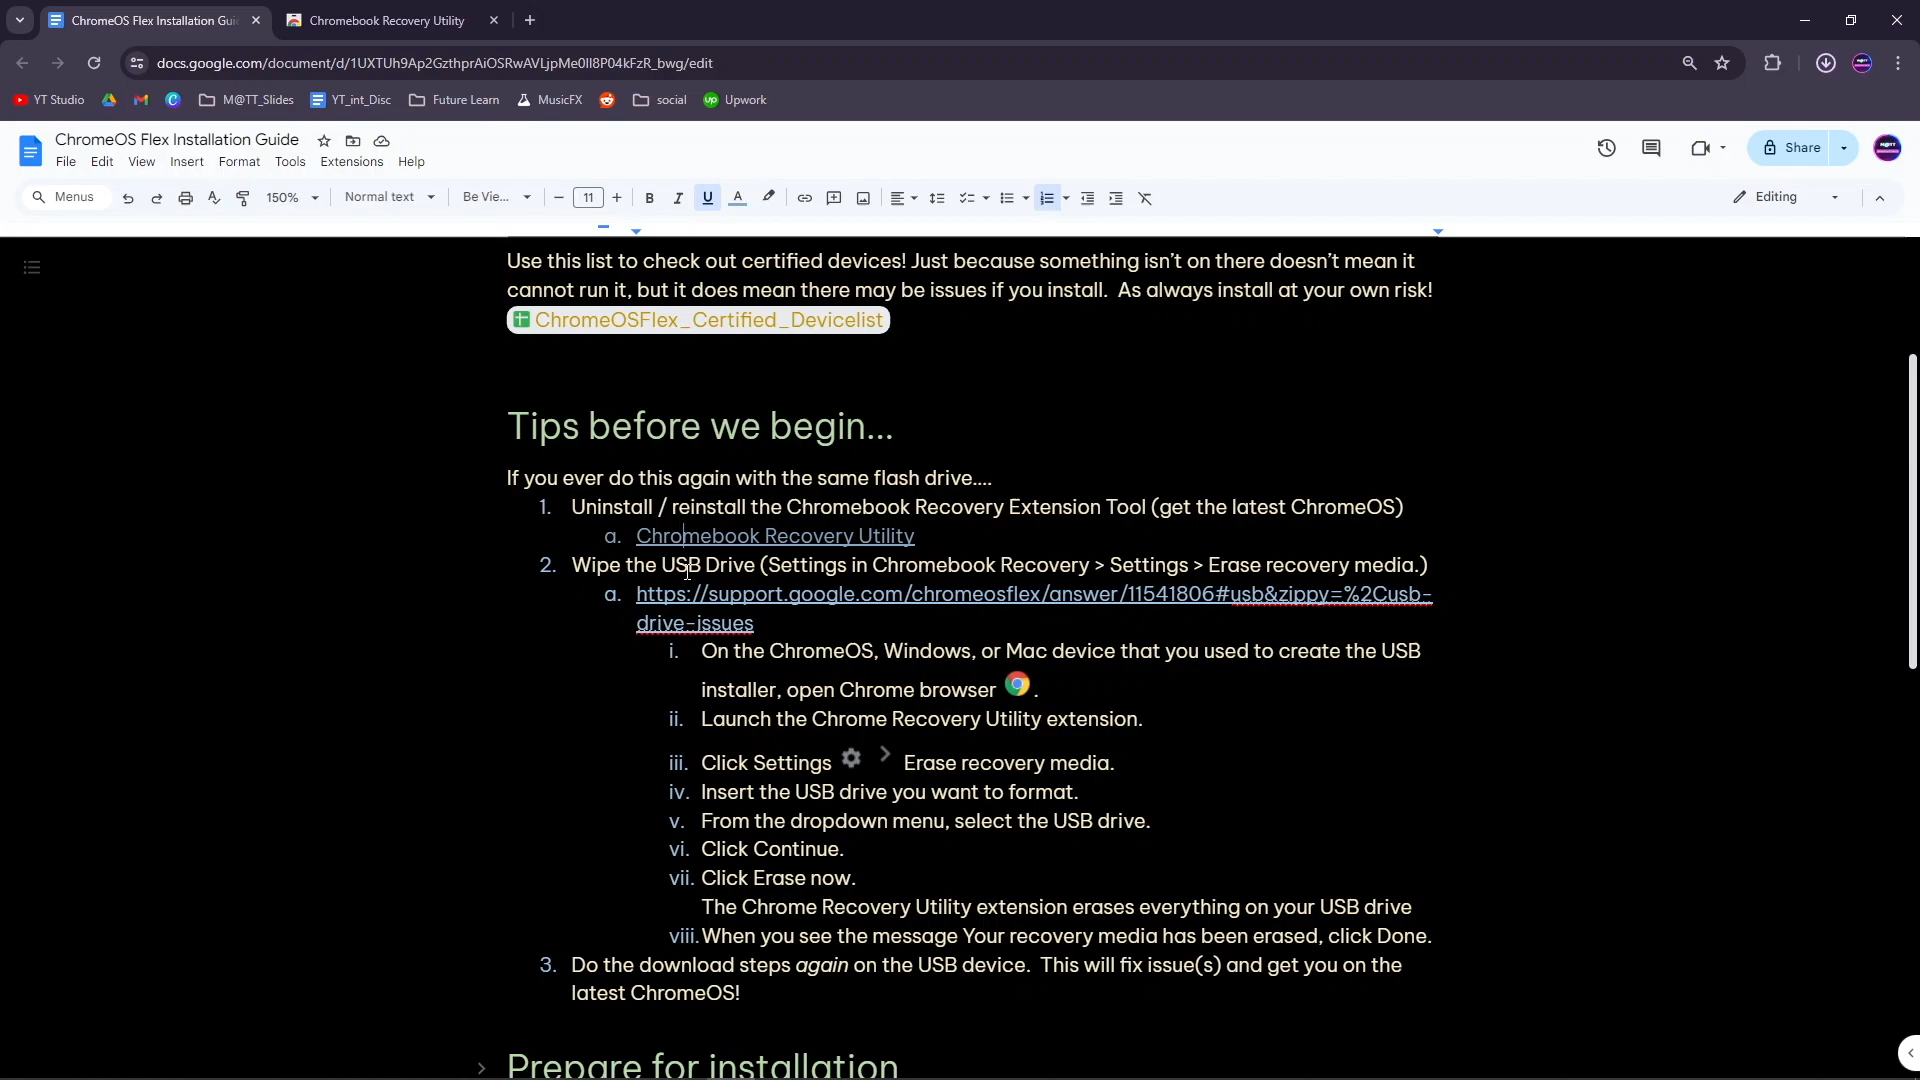 ChromeOS Flex Installation Gui
Chromebook Recovery Utility
docs.google.com/document/d/1UXTUh9Ap2GzthprAiOSRwAVLjpMe0Il8P04kFzR_bwg/edit
YT Studio
M@TT_Slides
YT_int_Disc
Future Learn
MusicFX
social
Upwork
ChromeOS Flex Installation Guide
File Edit View Insert Format Tools Extensions Help
Share
Menus
150%
Normal text
Be Vie...
11
Editing
Use this list to check out certified devices! Just because something isn't on there doesn't mean it
cannot run it, but it does mean there may be issues if you install.  As always install at your own risk!
ChromeOSFlex_Certified_Devicelist
Tips before we begin...
If you ever do this again with the same flash drive....
1. Uninstall / reinstall the Chromebook Recovery Extension Tool (get the latest ChromeOS)
a. Chromebook Recovery Utility
2. Wipe the USB Drive (Settings in Chromebook Recovery > Settings > Erase recovery media.)
a. https://support.google.com/chromeosflex/answer/11541806#usb&zippy=%2Cusb-
drive-issues
i. On the ChromeOS, Windows, or Mac device that you used to create the USB
installer, open Chrome browser .
ii. Launch the Chrome Recovery Utility extension.
iii. Click Settings > Erase recovery media.
iv. Insert the USB drive you want to format.
v. From the dropdown menu, select the USB drive.
vi. Click Continue.
vii. Click Erase now.
The Chrome Recovery Utility extension erases everything on your USB drive
viii. When you see the message Your recovery media has been erased, click Done.
3. Do the download steps again on the USB device.  This will fix issue(s) and get you on the
latest ChromeOS!
Prepare for installation